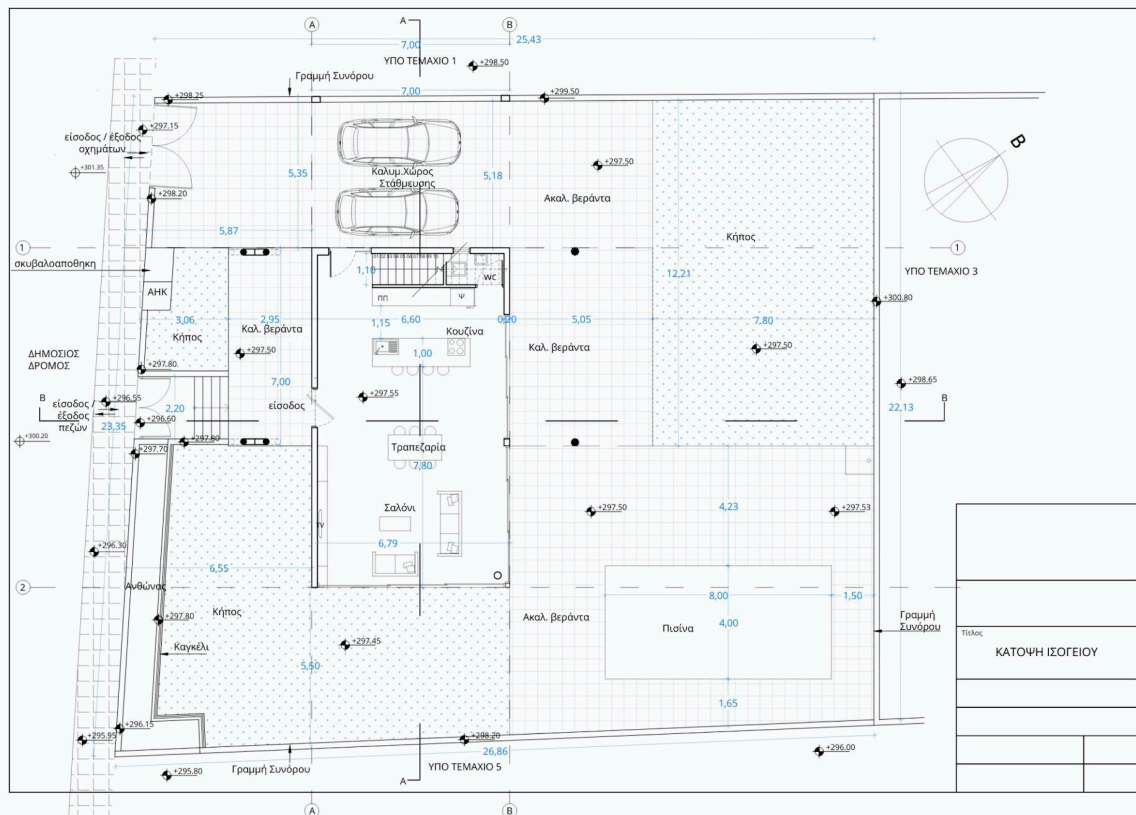 A
A
B
25,43
7,00
ΥΠΟ ΤΕΜΑΧΙΟ 1
+298.50
Γραμμή Συνόρου
7,00
+298.25
+299.50
+297.15
είσοδος / έξοδος
οχημάτων
+301.35
5,35
Καλυμ.Χώρος
Στάθμευσης
5,18
+297.50
+298.20
Ακαλ. βεράντα
5,87
Κήπος
1
1
σκυβαλοαποθηκη
1,10
wc
12,21
ΥΠΟ ΤΕΜΑΧΙΟ 3
ΑΗΚ
ΠΠ
Ψ
+300.80
3,06
2,95
6,60
0,20
5,05
7,80
Καλ. βεράντα
1,15
Κουζίνα
Κήπος
Καλ. βεράντα
+297.50
1,00
+297.50
ΔΗΜΟΣΙΟΣ
ΔΡΟΜΟΣ
+297.80
7,00
+298.65
B
+296.55
είσοδος /
έξοδος
πεζών
2,20
είσοδος
+297.55
B
22,13
+296.60
23,35
+300.20
+297.80
+297.70
Τραπεζαρία
7,80
Σαλόνι
+297.50
4,23
+297.53
TV
6,79
+296.30
6,55
Ανθώνας
2
2
8,00
1,50
Κήπος
+297.80
Ακαλ. βεράντα
Πισίνα
4,00
Γραμμή
Συνόρου
Τίτλος
ΚΑΤΟΨΗ ΙΣΟΓΕΙΟΥ
Καγκέλι
+297.45
5,50
1,65
+296.15
+295.95
+298.20
26,86
+296.00
+295.80
Γραμμή Συνόρου
ΥΠΟ ΤΕΜΑΧΙΟ 5
A
A
B
B